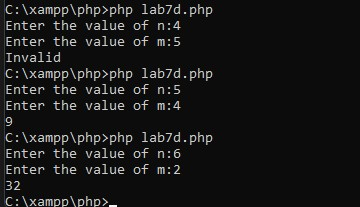 C:\xampp\php>php lab7d.php
Enter the value of n:4
Enter the value of m:5
Invalid
C:\xampp\php>php lab7d.php
Enter the value of n:5
Enter the value of m:4
9
C:\xampp\php>php lab7d.php
Enter the value of n:6
Enter the value of m:2
32
C:\xampp\php>